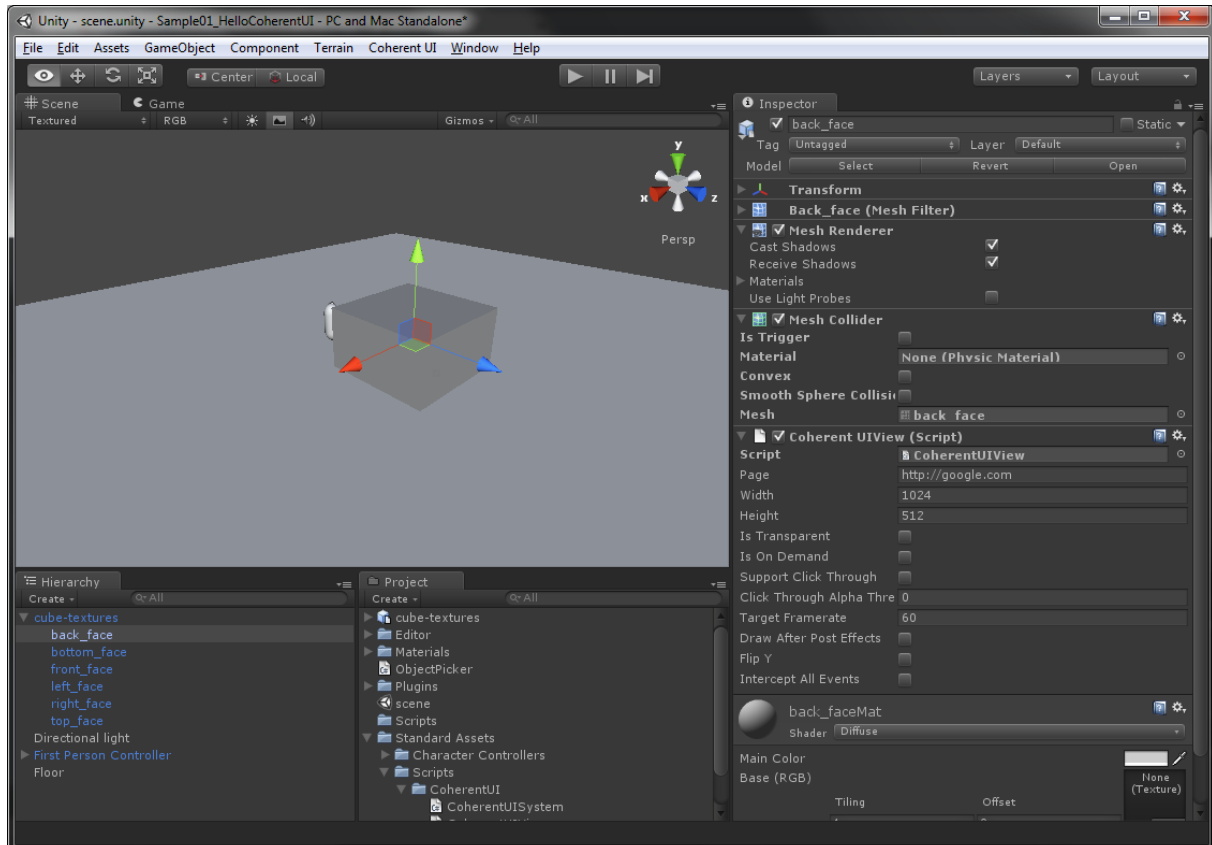 Unity - scene.unity - Sample01_HelloCoherentUI - PC and Mac Standalone*
File Edit Assets GameObject Component Terrain Coherent UI Window Help
Center Local
Layers Layout
Scene Game
Textured RGB Gizmos All
y
x z
Persp
Hierarchy
Create All
cube-textures
back_face
bottom_face
front_face
left_face
right_face
top_face
Directional light
First Person Controller
Floor
Project
Create All
cube-textures
Editor
Materials
ObjectPicker
Plugins
scene
Scripts
Standard Assets
Character Controllers
Scripts
CoherentUI
CoherentUISystem
Inspector
back_face Static
Tag Untagged Layer Default
Model Select Revert Open
Transform
Back_face (Mesh Filter)
Mesh Renderer
Cast Shadows
Receive Shadows
Materials
Use Light Probes
Mesh Collider
Is Trigger
Material None (Physic Material)
Convex
Smooth Sphere Collisi
Mesh back_face
Coherent UIView (Script)
Script CoherentUIView
Page http://google.com
Width 1024
Height 512
Is Transparent
Is On Demand
Support Click Through
Click Through Alpha Thre 0
Target Framerate 60
Draw After Post Effects
Flip Y
Intercept All Events
back_faceMat
Shader Diffuse
Main Color
Base (RGB) None
(Texture)
Tiling Offset